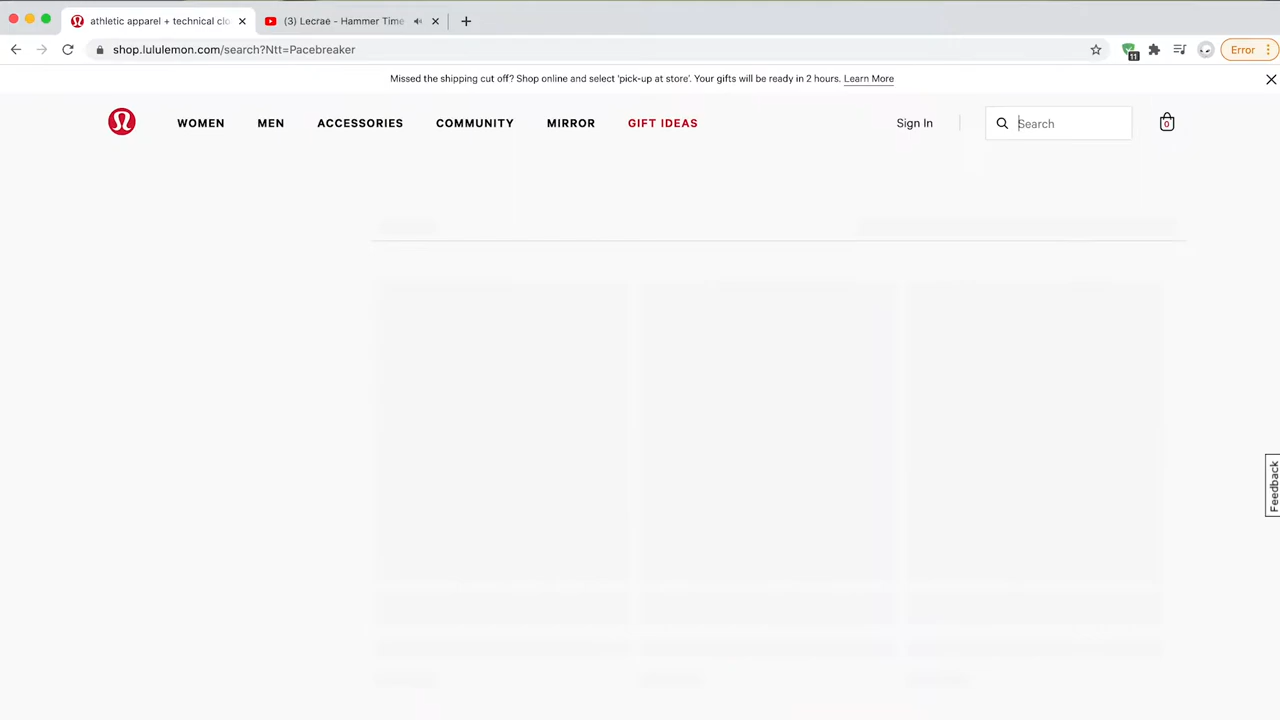 athletic apparel + technical clo
(3) Lecrae - Hammer Time
shop.lululemon.com/search?Ntt=Pacebreaker
11
Error
Missed the shipping cut off? Shop online and select 'pick-up at store'. Your gifts will be ready in 2 hours. Learn More
WOMEN MEN ACCESSORIES COMMUNITY MIRROR GIFT IDEAS Sign In Search 0
Feedback